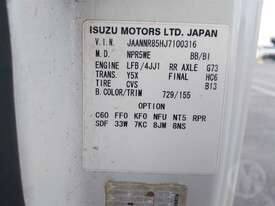 ISUZU MOTORS LTD. JAPAN
V.I.N. JAANNR85HJ7100316
M.D. NPR5WE BB/BI
ENGINE LFB/4JJ1 RR AXLE G73
TRANS. Y5X FINAL HC6
TIRE CVS B13
B.COLOR/TRIM 729/155
OPTION
C60 FF0 KF0 NFU NT5 RPR
SDF 33W 7KC 8JM 8NS